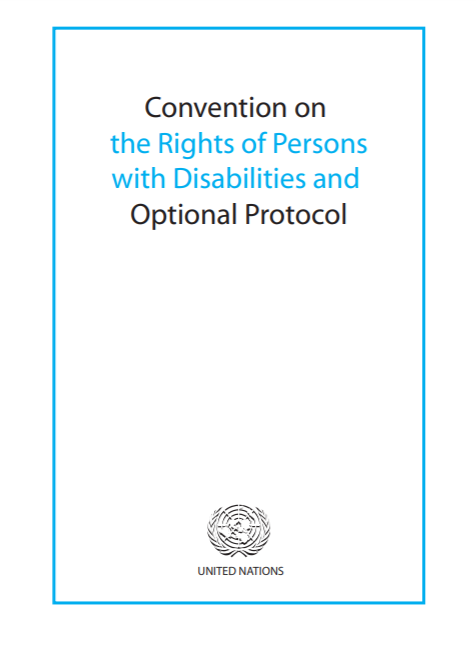 Convention on
the Rights of Persons
with Disabilities and
Optional Protocol
UNITED NATIONS